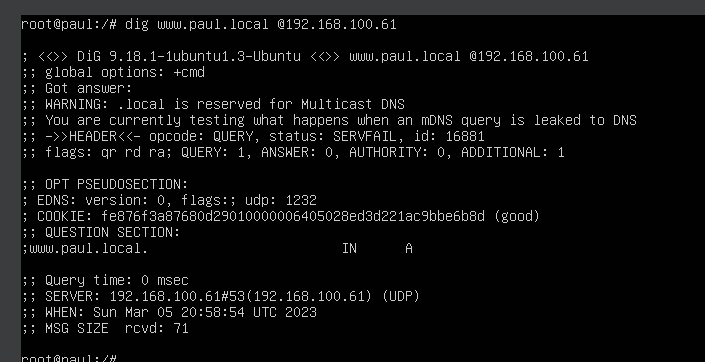 root@paul:/# dig www.paul.local @192.168.100.61
; <<>> DiG 9.18.1-1ubuntu1.3-Ubuntu <<>> www.paul.local @192.168.100.61
;; global options: +cmd
;; Got answer:
;; WARNING: .local is reserved for Multicast DNS
;; You are currently testing what happens when an mDNS query is leaked to DNS
;; ->>HEADER<<- opcode: QUERY, status: SERVFAIL, id: 16881
;; flags: qr rd ra; QUERY: 1, ANSWER: 0, AUTHORITY: 0, ADDITIONAL: 1
;; OPT PSEUDOSECTION:
; EDNS: version: 0, flags:; udp: 1232
; COOKIE: fe876f3a87680d29010000006405028ed3d221ac9bbe6b8d (good)
;; QUESTION SECTION:
;www.paul.local. IN A
;; Query time: 0 msec
;; SERVER: 192.168.100.61#53(192.168.100.61) (UDP)
;; WHEN: Sun Mar 05 20:58:54 UTC 2023
;; MSG SIZE rcvd: 71
root@paul:/#